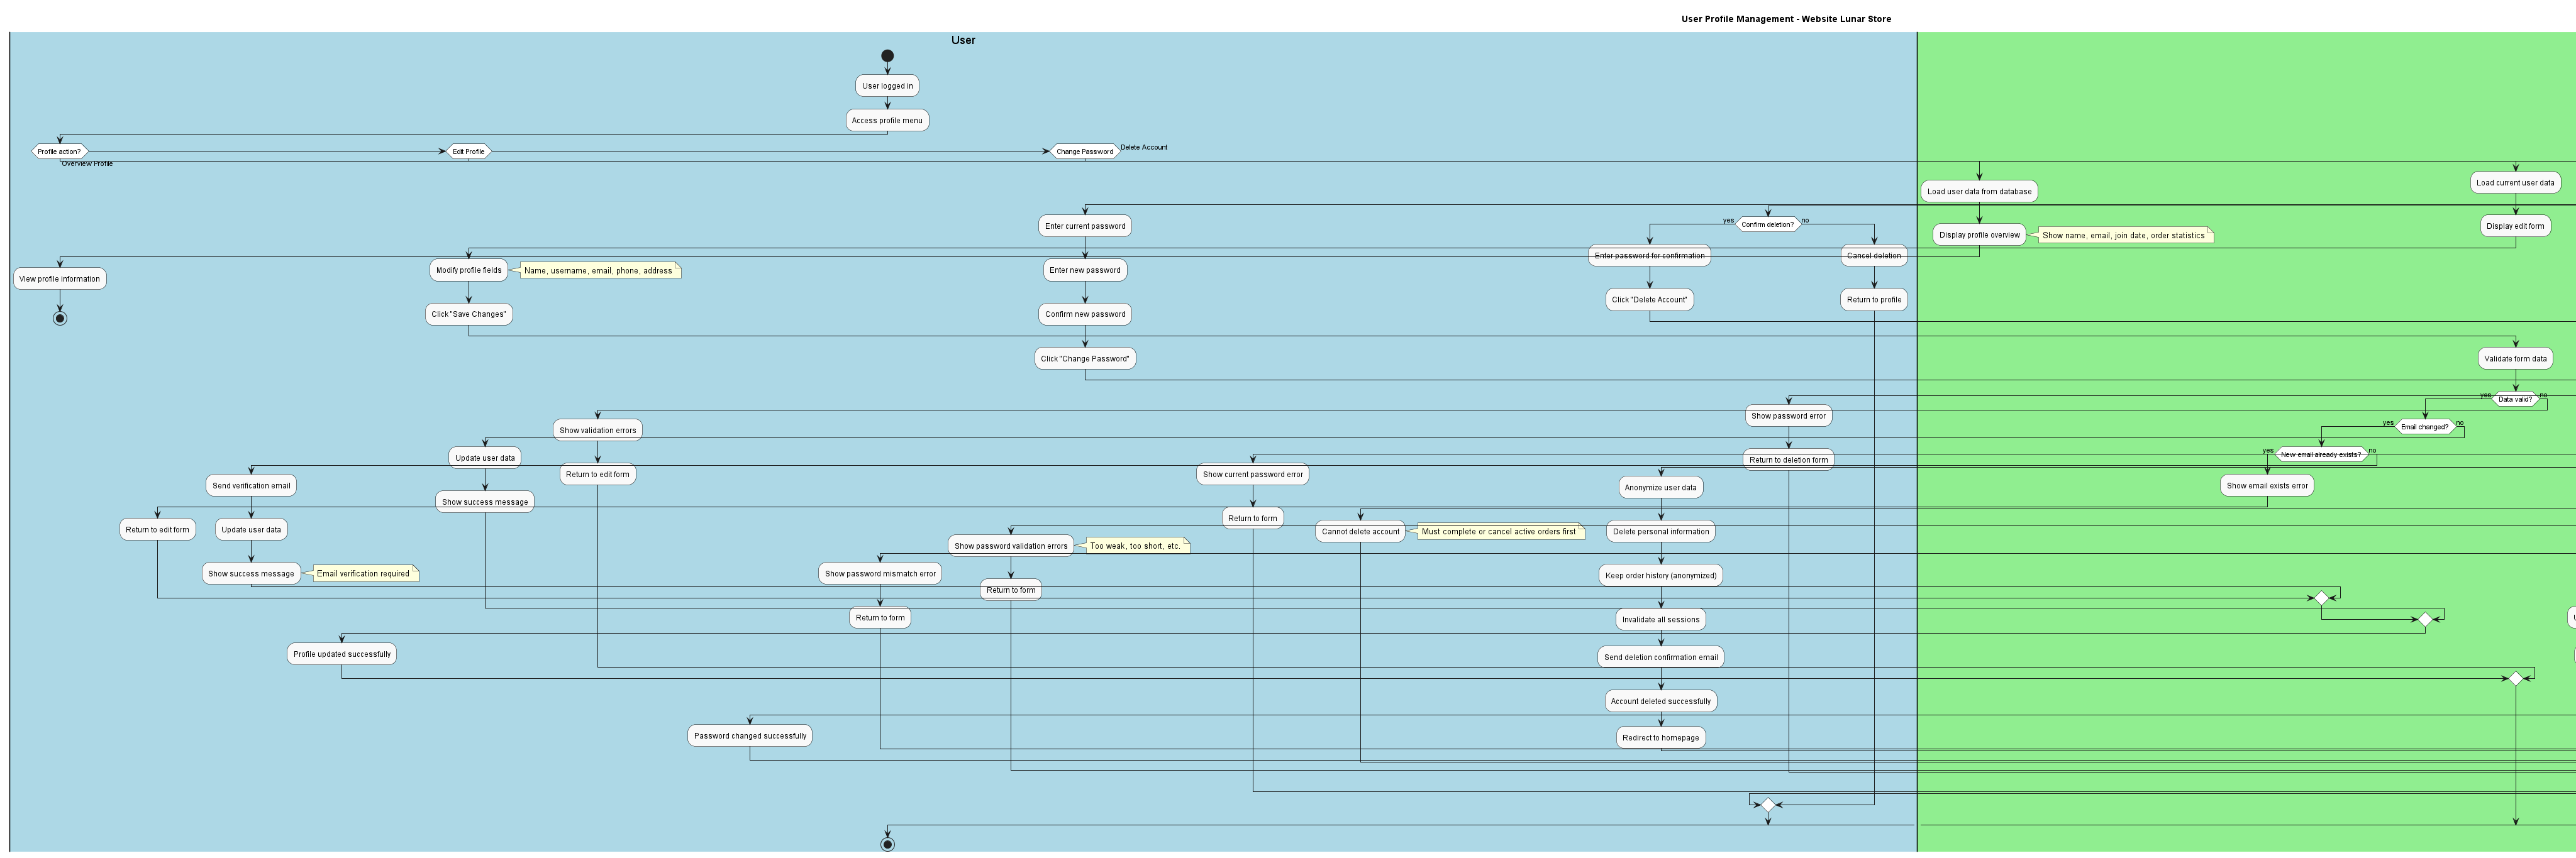 User Profile Management - Website Lunar Store
User
User logged in
Access profile menu
Profile action?
Edit Profile
Change Password
Delete Account
Overview Profile
Load user data from database
Load current user data
Enter current password
Confirm deletion?
yes
no
Display edit form
Display profile overview
Show name, email, join date, order statistics
Enter password for confirmation
Cancel deletion
View profile information
Modify profile fields
Name, username, email, phone, address
Enter new password
Click "Delete Account"
Return to profile
Click "Save Changes"
Confirm new password
Click "Change Password"
Validate form data
yes
Data valid?
no
Show password error
Show validation errors
yes
Email changed?
no
Update user data
Return to edit form
Return to deletion form
yes
New email already exists?
no
Show current password error
Send verification email
Anonymize user data
Show email exists error
Show success message
Return to form
Return to edit form
Update user data
Cannot delete account
Must complete or cancel active orders first
Delete personal information
Show password validation errors
Too weak, too short, etc.
Show success message
Email verification required
Show password mismatch error
Keep order history (anonymized)
Return to form
Return to form
Invalidate all sessions
Profile updated successfully
Send deletion confirmation email
Account deleted successfully
Password changed successfully
Redirect to homepage